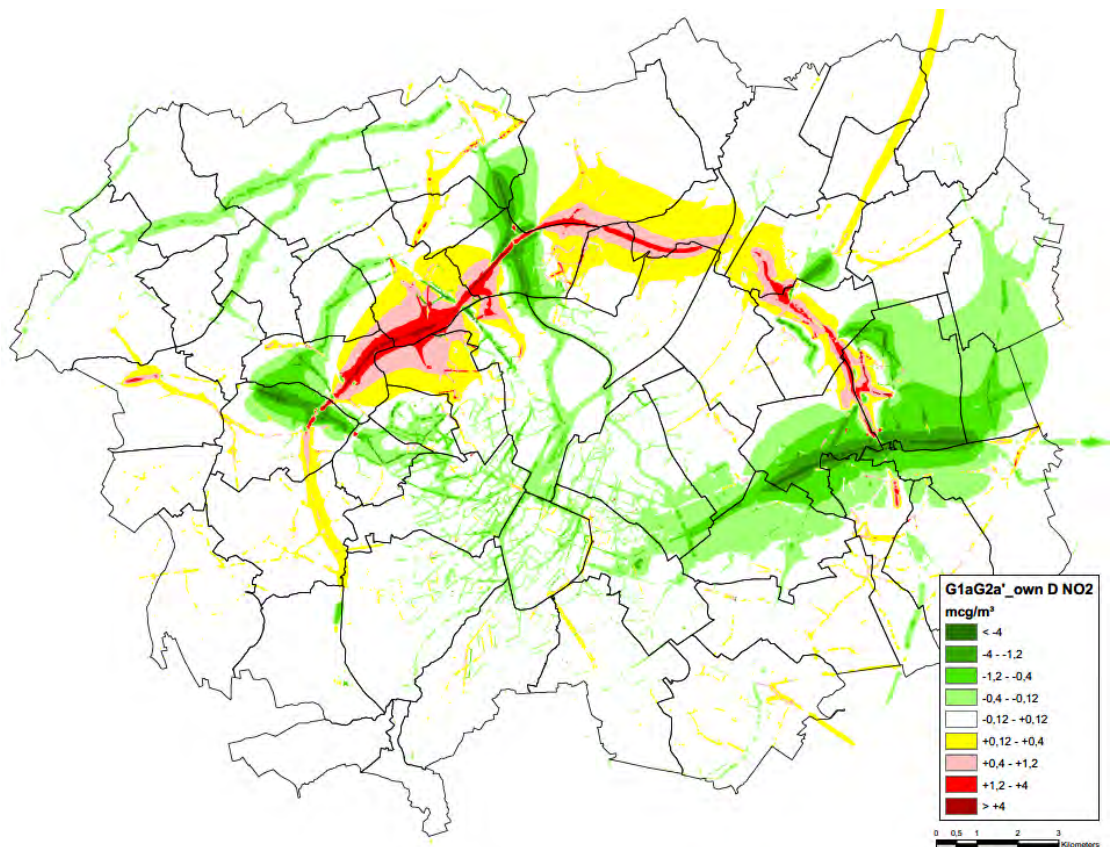 G1aG2a'_own D NO2
mcg/m³
< -4
-4 - -1,2
-1,2 - -0,4
-0,4 - -0,12
-0,12 - +0,12
+0,12 - +0,4
+0,4 - +1,2
+1,2 - +4
> +4
0 0,5 1 2 3
Kilometers